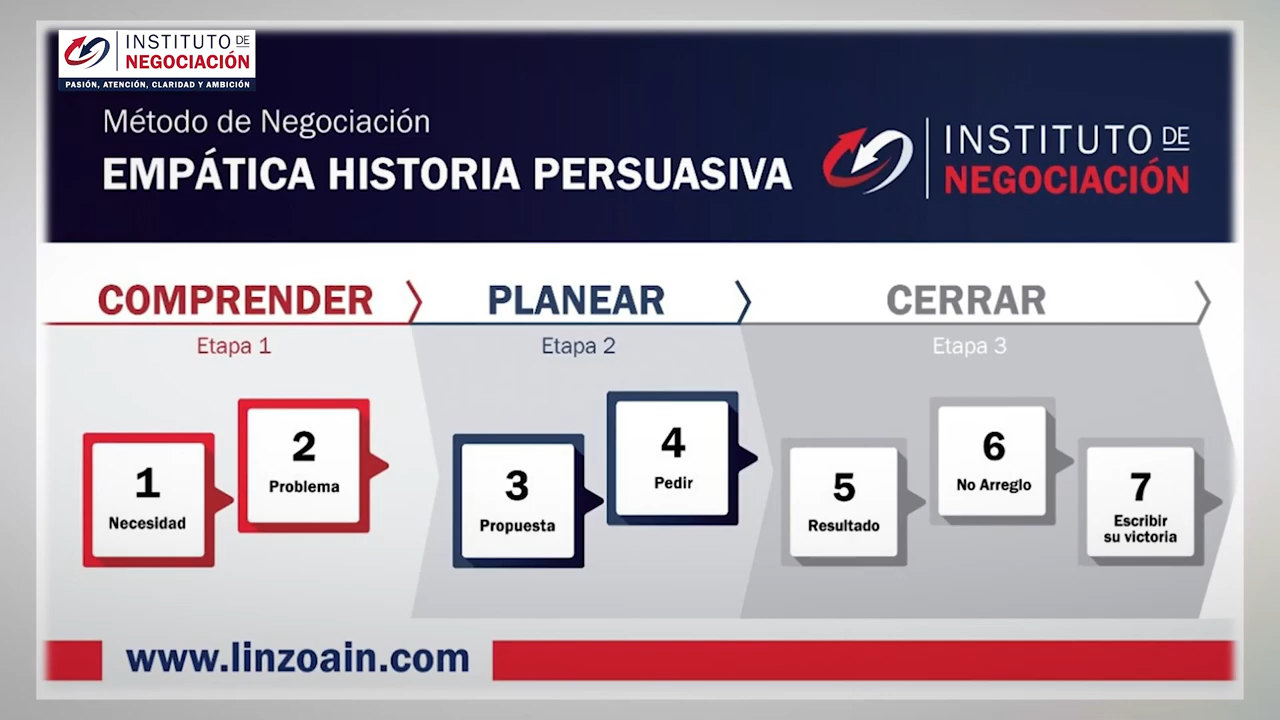 INSTITUTO DE
NEGOCIACIÓN
PASIÓN, ATENCIÓN, CLARIDAD Y AMBICIÓN
Método de Negociación
EMPÁTICA HISTORIA PERSUASIVA
INSTITUTO DE
NEGOCIACIÓN
COMPRENDER
PLANEAR
CERRAR
Etapa 1
Etapa 2
Etapa 3
1
Necesidad
2
Problema
3
Propuesta
4
Pedir
5
Resultado
6
No Arreglo
7
Escribir
su victoria
www.linzoain.com